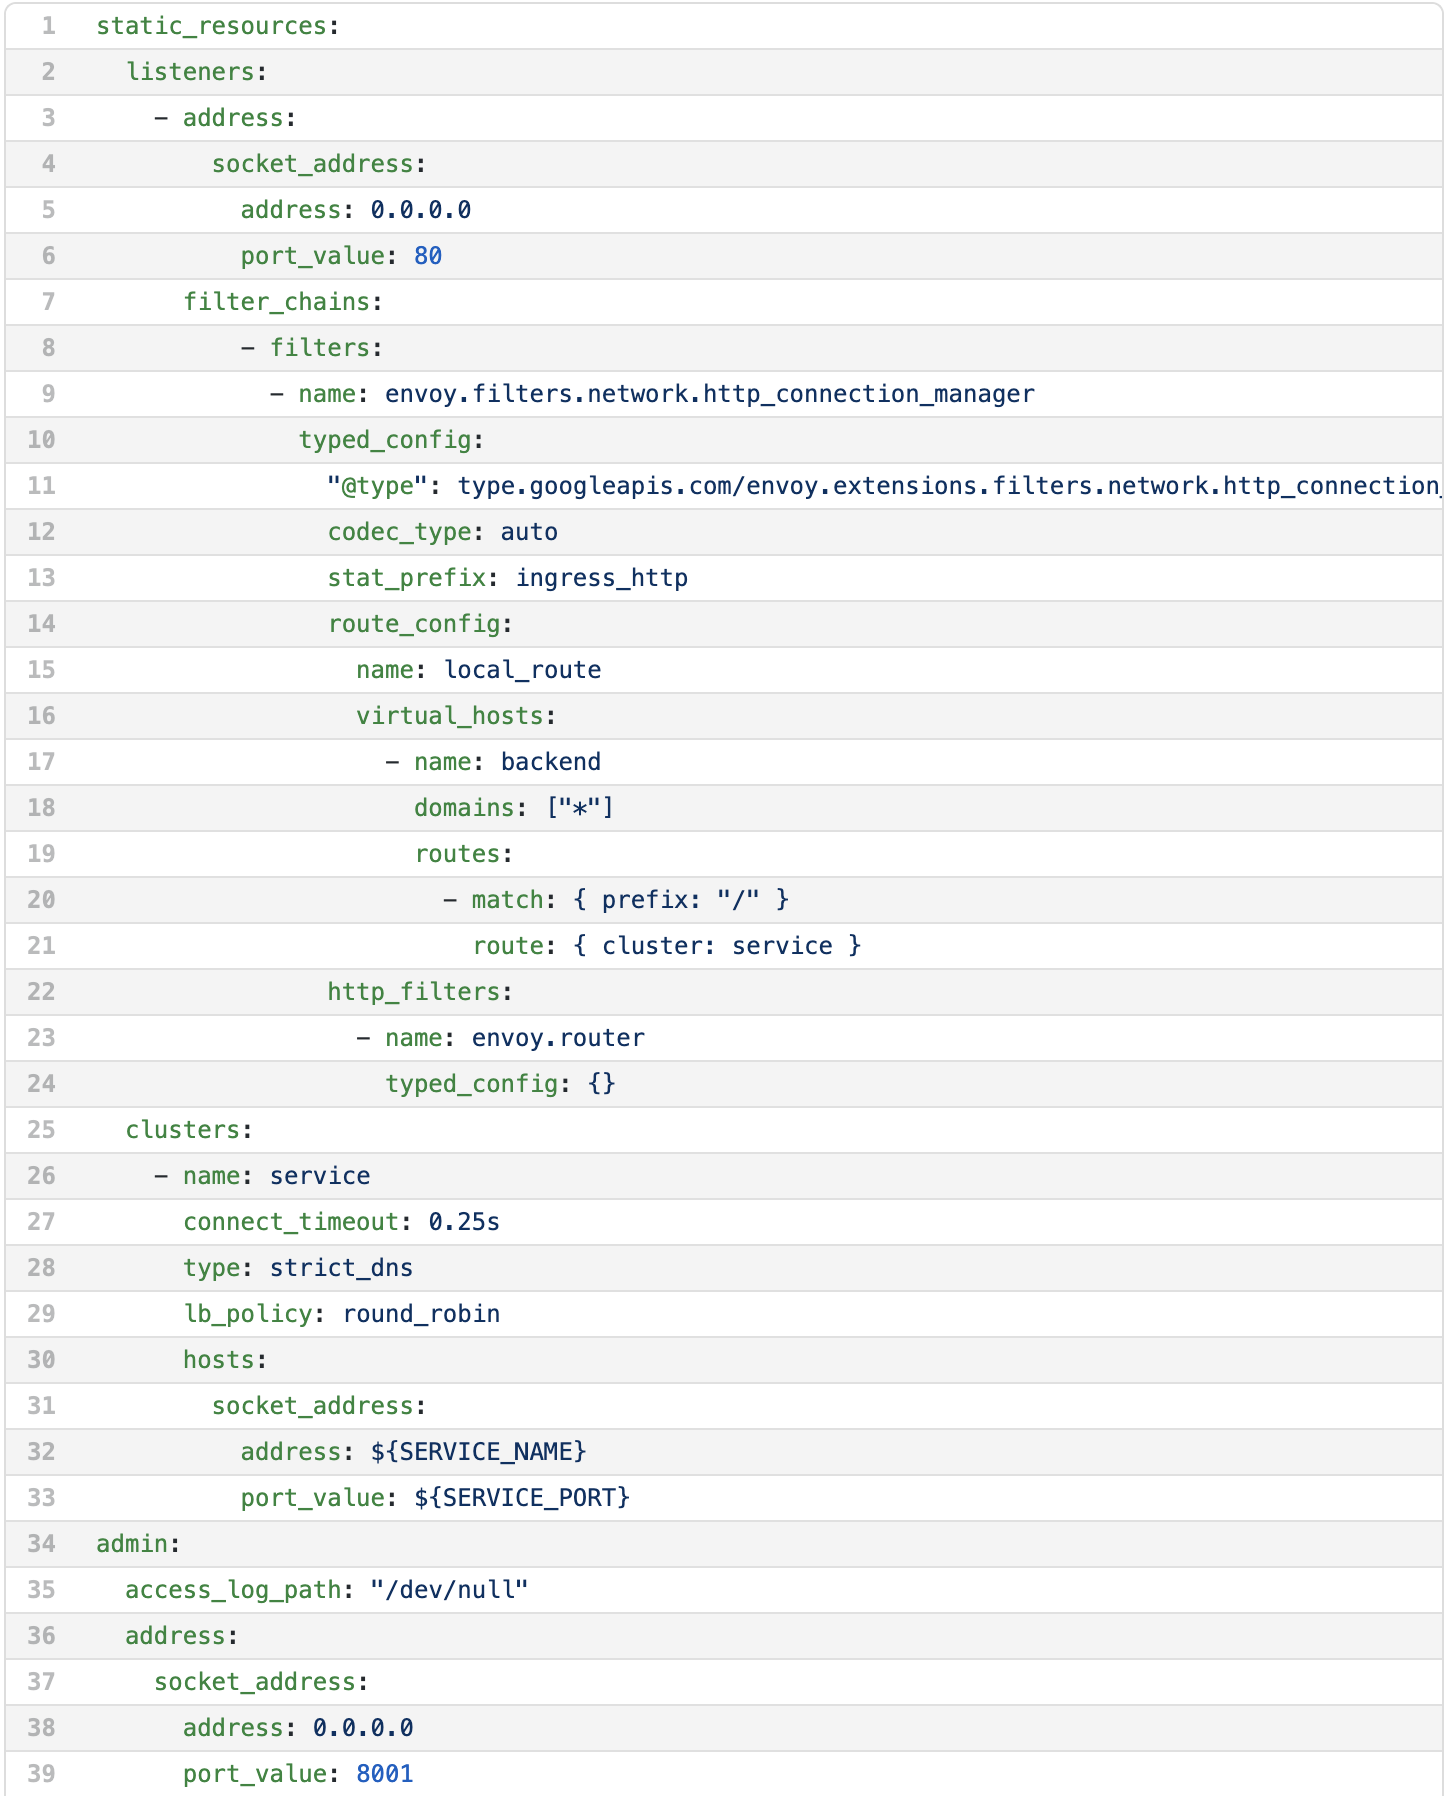 1 static_resources:
2 listeners:
3 - address:
4 socket_address:
5 address: 0.0.0.0
6 port_value: 80
7 filter_chains:
8 - filters:
9 - name: envoy.filters.network.http_connection_manager
10 typed_config:
11 "@type": type.googleapis.com/envoy.extensions.filters.network.http_connection_
12 codec_type: auto
13 stat_prefix: ingress_http
14 route_config:
15 name: local_route
16 virtual_hosts:
17 - name: backend
18 domains: ["*"]
19 routes:
20 - match: { prefix: "/" }
21 route: { cluster: service }
22 http_filters:
23 - name: envoy.router
24 typed_config: {}
25 clusters:
26 - name: service
27 connect_timeout: 0.25s
28 type: strict_dns
29 lb_policy: round_robin
30 hosts:
31 socket_address:
32 address: ${SERVICE_NAME}
33 port_value: ${SERVICE_PORT}
34 admin:
35 access_log_path: "/dev/null"
36 address:
37 socket_address:
38 address: 0.0.0.0
39 port_value: 8001